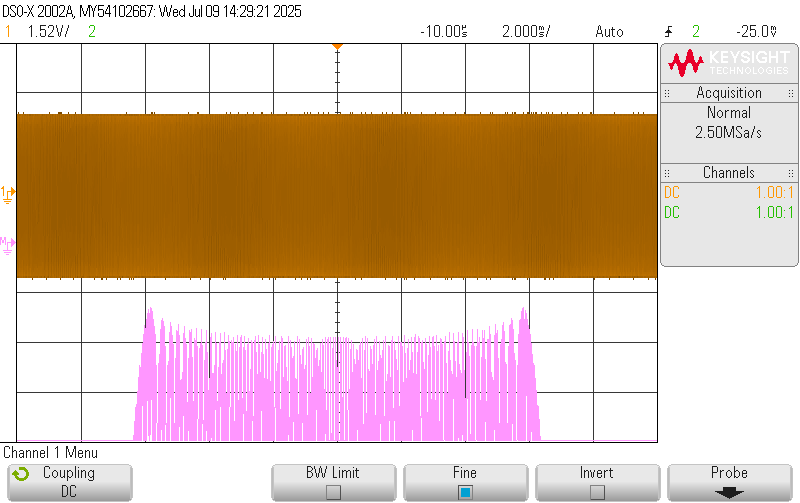 DSO-X 2002A, MY54102667: Wed Jul 09 14:29:21 2025
1 1.52V/ 2 -10.00s 2.000s/ Auto 2 -25.0V
KEYSIGHT
TECHNOLOGIES
Acquisition
Normal
2.50MSa/s
Channels
DC 1.00:1
DC 1.00:1
1
M
Channel 1 Menu
Coupling
DC
BW Limit
Fine
Invert
Probe